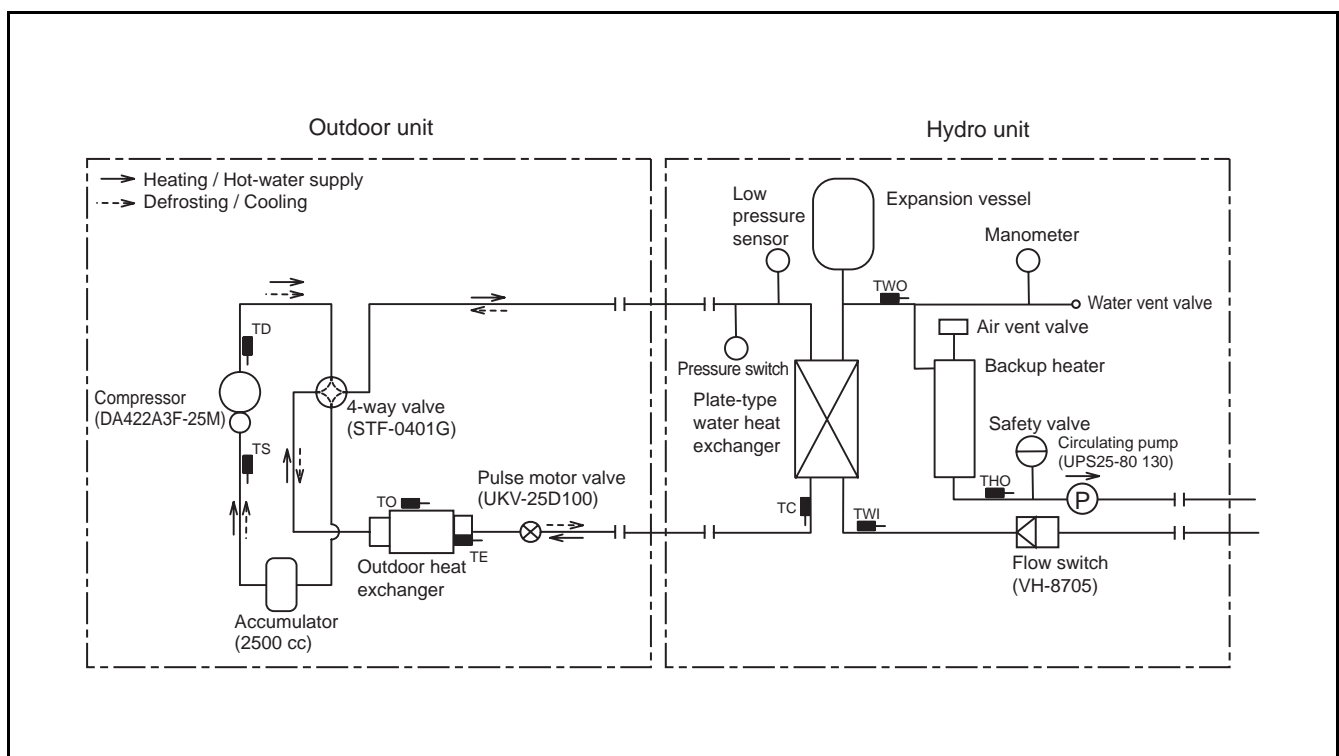 Outdoor unit
Hydro unit
Heating / Hot-water supply
Defrosting / Cooling
Low
pressure
sensor
Expansion vessel
Manometer
TWO
Water vent valve
Air vent valve
TD
Pressure switch
Backup heater
Compressor
(DA422A3F-25M)
4-way valve
(STF-0401G)
Plate-type
water heat
exchanger
Safety valve
Circulating pump
(UPS25-80 130)
TS
Pulse motor valve
(UKV-25D100)
THO
P
TO
TC
TWI
TE
Outdoor heat
exchanger
Flow switch
(VH-8705)
Accumulator
(2500 cc)